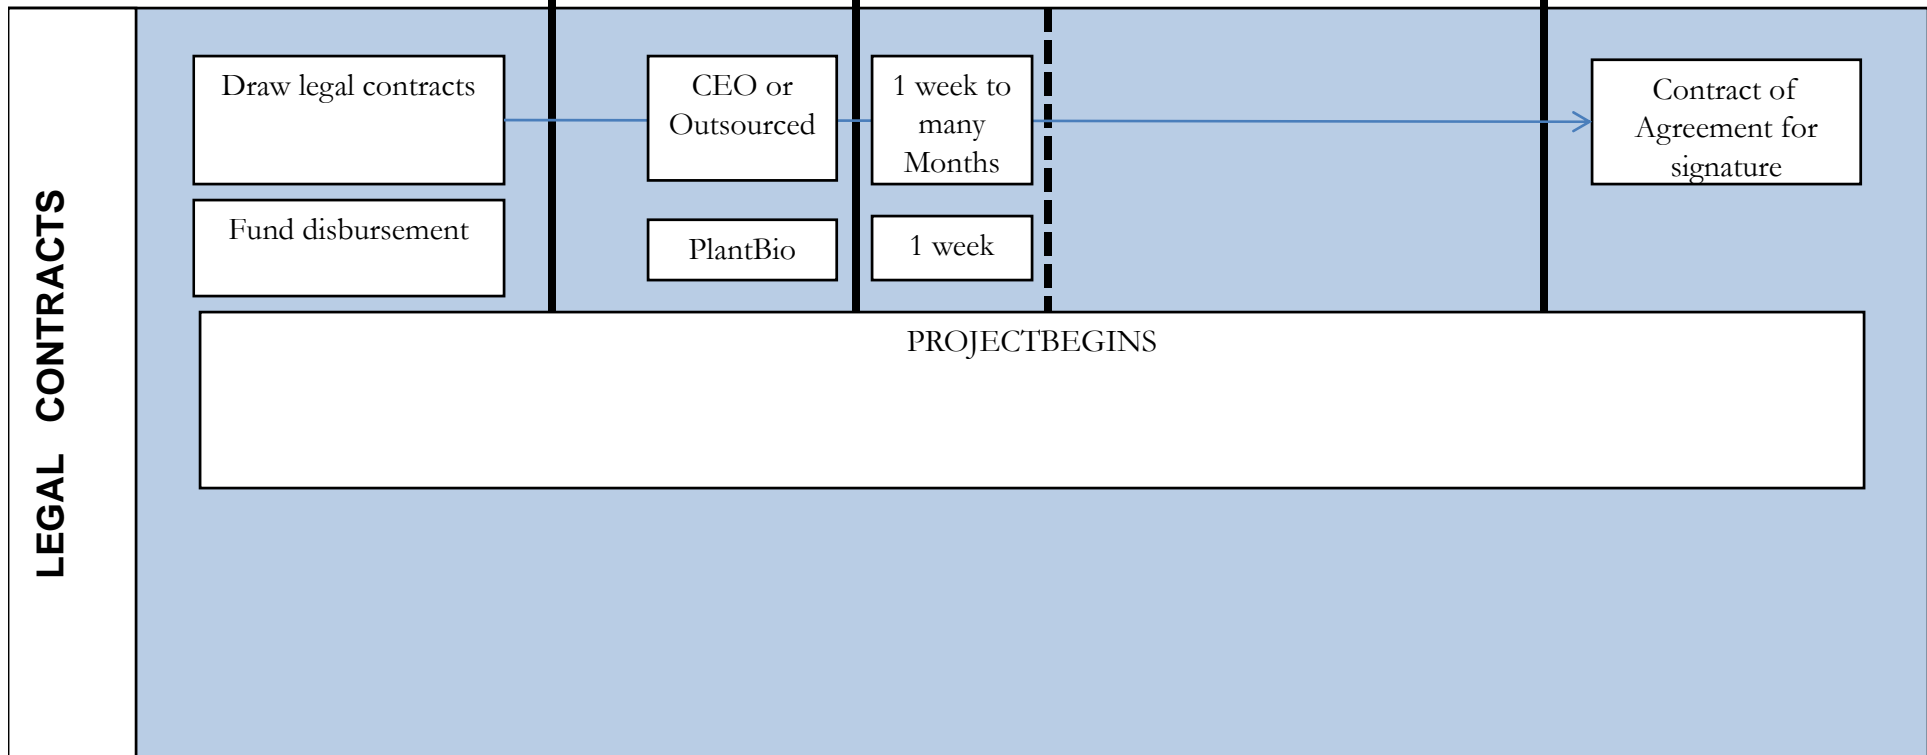 LEGAL CONTRACTS
Draw legal contracts
CEO or
Outsourced
1 week to
many
Months
Contract of
Agreement for
signature
Fund disbursement
PlantBio
1 week
PROJECTBEGINS